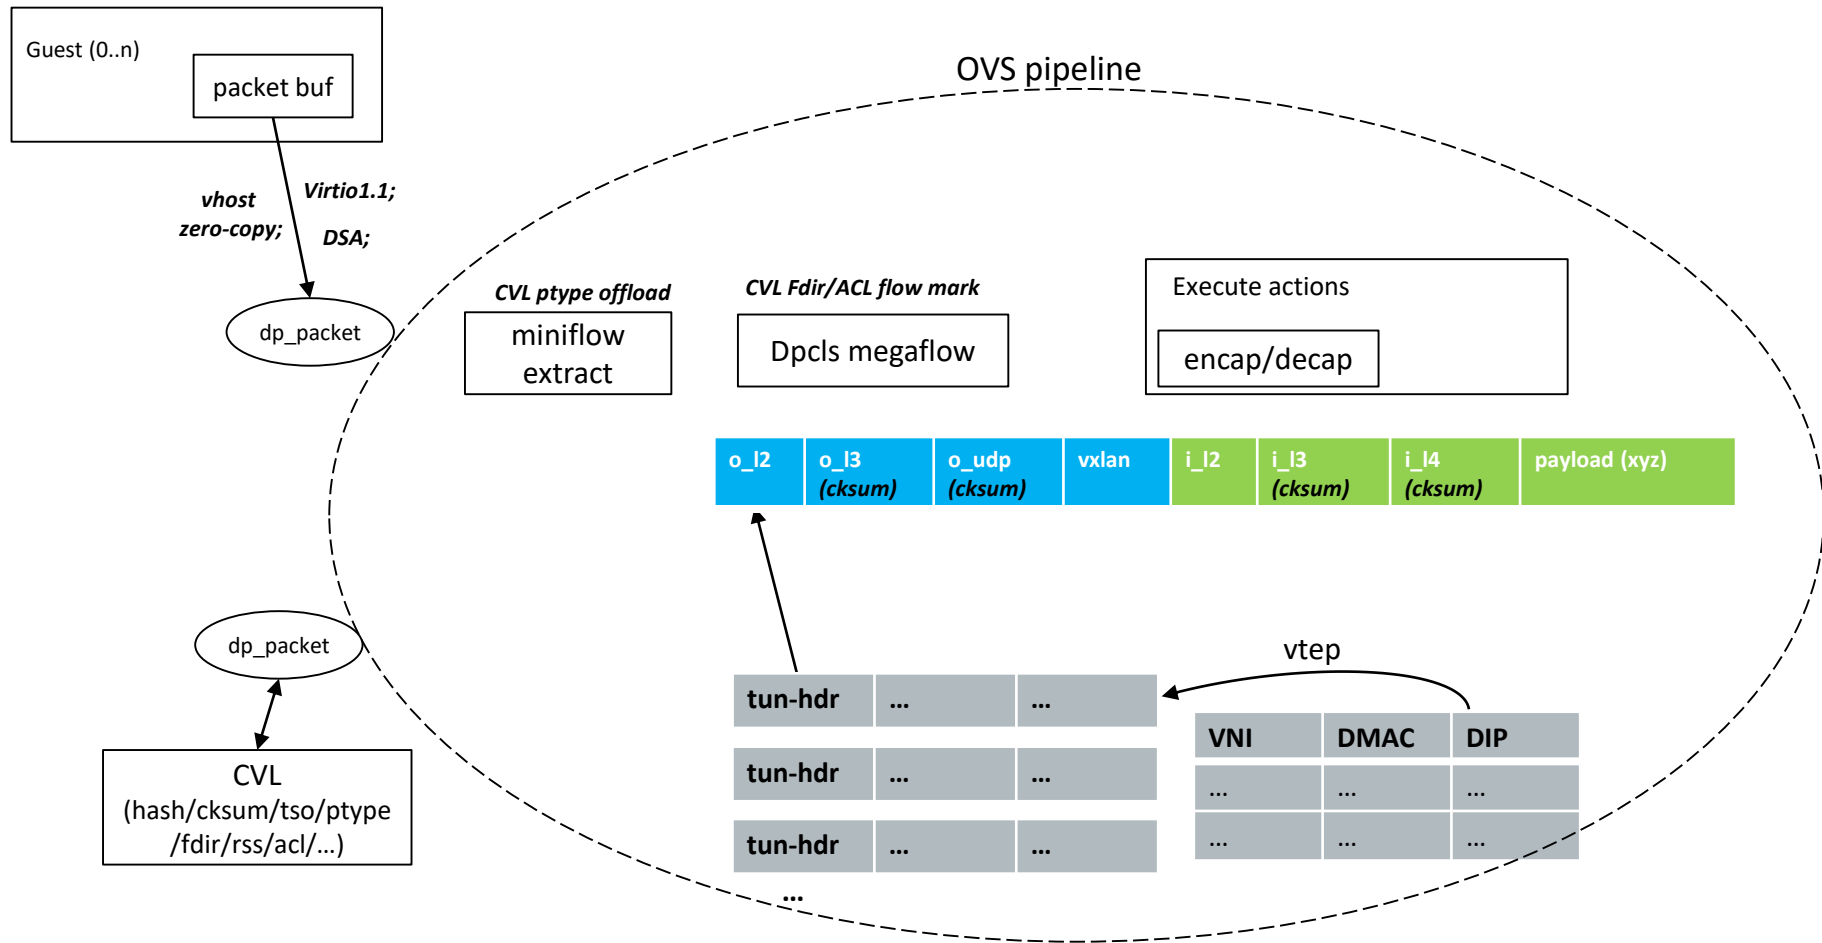 Guest (0..n)
packet buf
OVS pipeline
vhost
zero-copy;
Virtio1.1;
DSA;
dp_packet
CVL ptype offload
miniflow
extract
CVL Fdir/ACL flow mark
Dpcls megaflow
Execute actions
encap/decap
o_l2 o_l3 o_udp vxlan i_l2 i_l3 i_l4 payload (xyz)
(cksum) (cksum) (cksum) (cksum)
dp_packet
CVL
(hash/cksum/tso/ptype
/fdir/rss/acl/...)
vtep
tun-hdr ... ...
tun-hdr ... ...
tun-hdr ... ...
...
VNI DMAC DIP
... ... ...
... ... ...